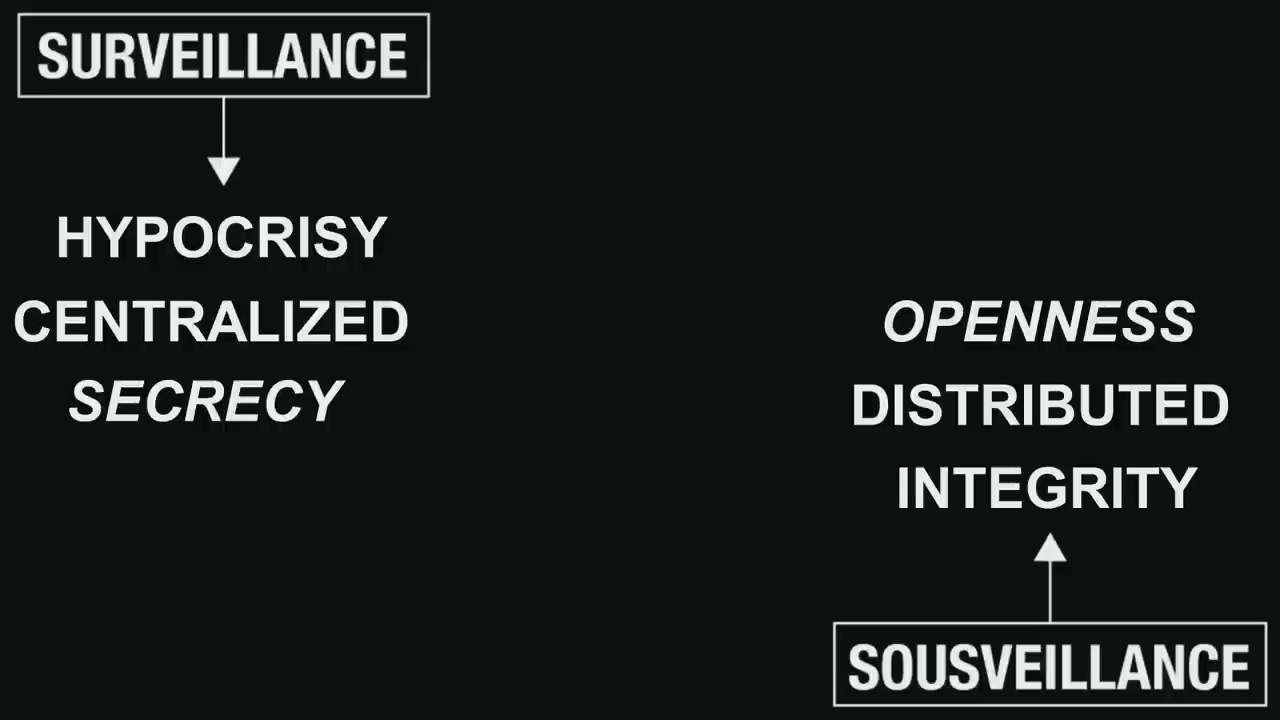 SURVEILLANCE
HYPOCRISY
CENTRALIZED
SECRECY
OPENNESS
DISTRIBUTED
INTEGRITY
SOUSVEILLANCE